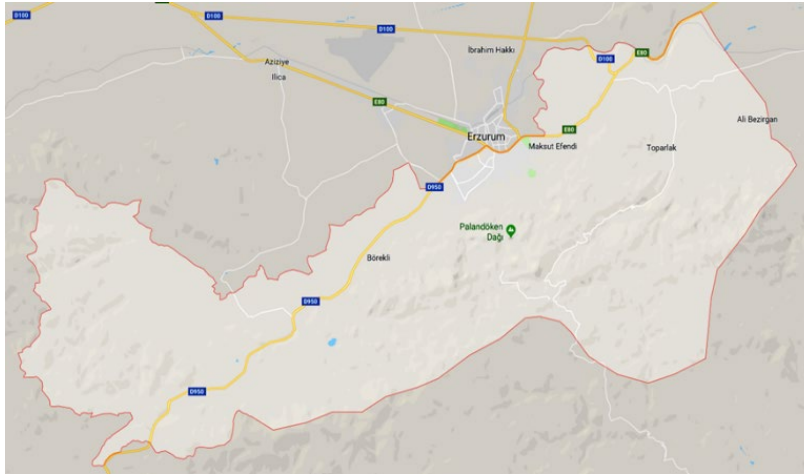 D100
D100
İbrahim Hakkı
E80
D100
Aziziye
Ilıca
E80
Ali Bezirgan
E80
Erzurum
Maksut Efendi
Toparlak
D950
Palandöken
Dağı
Börekli
D950
D950